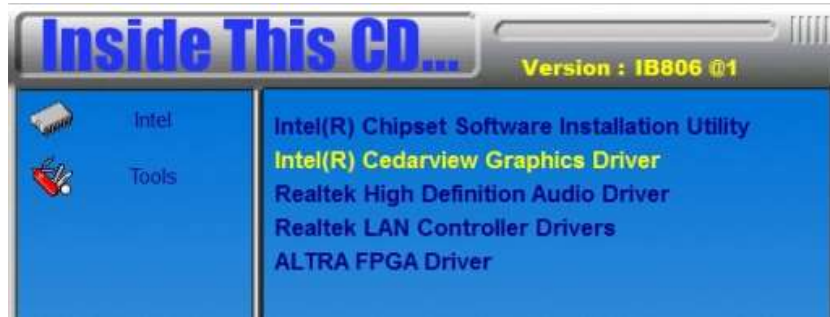 Inside This CD...
Version : IB806 @1
Intel
Tools
Intel(R) Chipset Software Installation Utility
Intel(R) Cedarview Graphics Driver
Realtek High Definition Audio Driver
Realtek LAN Controller Drivers
ALTRA FPGA Driver